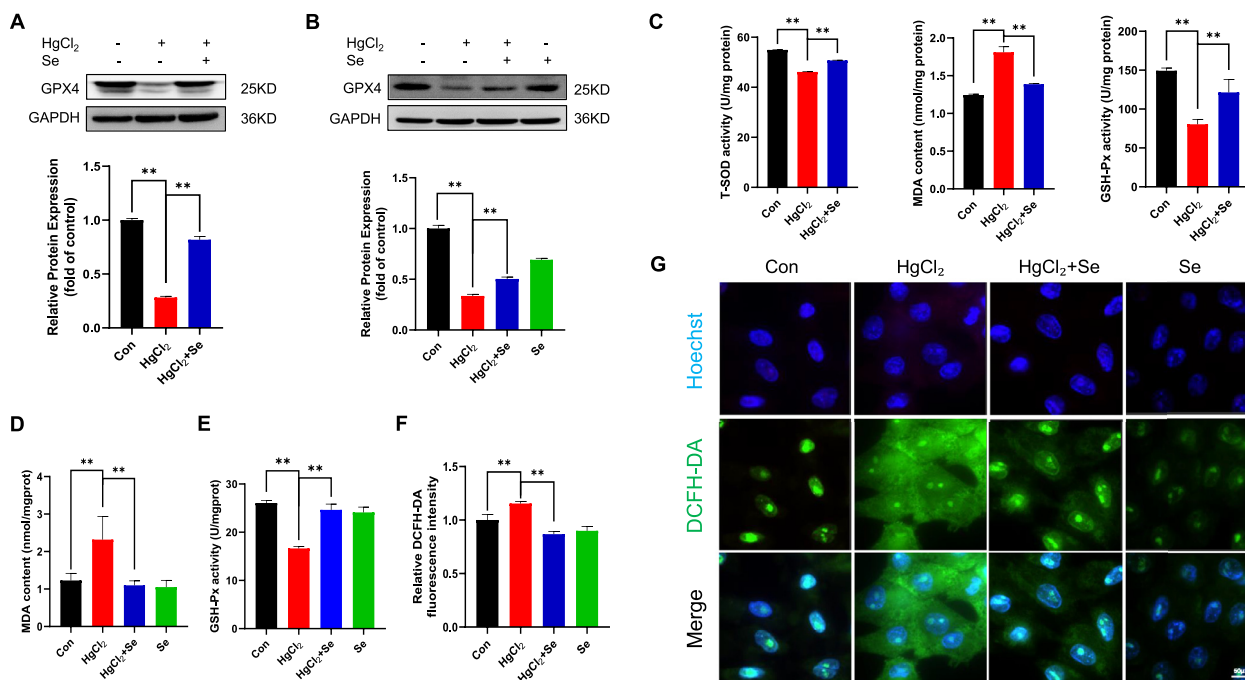 A
HgCl₂ - + +
Se - - +
GPX4 25KD
GAPDH 36KD
Relative Protein Expression
(fold of control)
1.5
1.0
0.5
0.0
Con
HgCl₂
HgCl₂+Se
** **
B
HgCl₂ - + + -
Se - - + +
GPX4 25KD
GAPDH 36KD
Relative Protein Expression
(fold of control)
1.5
1.0
0.5
0.0
Con
HgCl₂
HgCl₂+Se
Se
** **
C
T-SOD activity (U/mg protein)
60
40
20
0
Con
HgCl₂
HgCl₂+Se
** **
MDA content (nmol/mg protein)
2.0
1.5
1.0
0.5
0.0
Con
HgCl₂
HgCl₂+Se
** **
GSH-Px activity (U/mg protein)
200
150
100
50
0
Con
HgCl₂
HgCl₂+Se
** **
D
MDA content (nmol/mgprot)
4
3
2
1
0
Con
HgCl₂
HgCl₂+Se
Se
** **
E
GSH-Px activity (U/mgprot)
30
20
10
0
Con
HgCl₂
HgCl₂+Se
Se
** **
F
Relative DCFH-DA
fluorescence intensity
1.5
1.0
0.5
0.0
Con
HgCl₂
HgCl₂+Se
Se
** **
G
Con HgCl₂ HgCl₂+Se Se
Hoechst
DCFH-DA
Merge